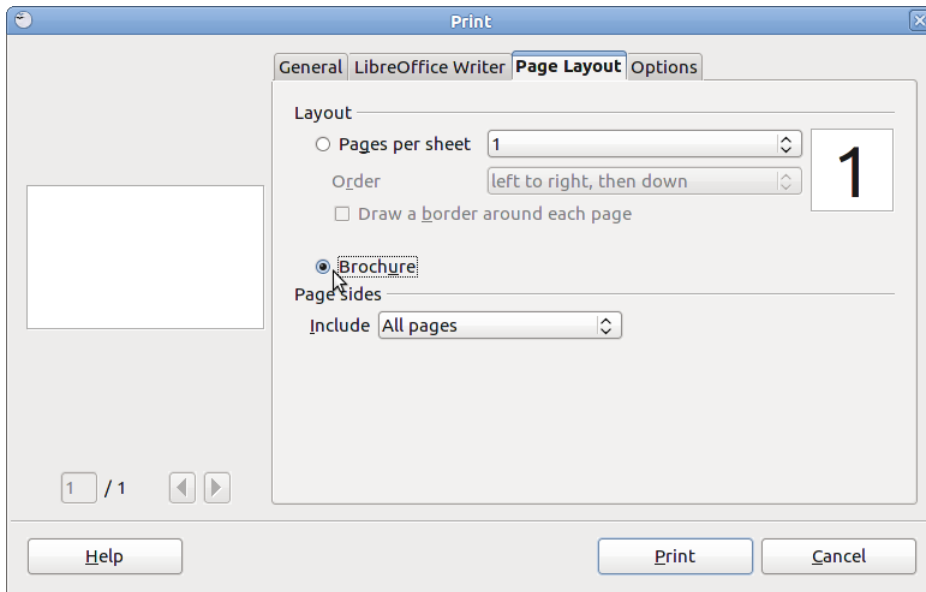 Print
General LibreOffice Writer Page Layout Options
Layout
Pages per sheet 1
1
Order left to right, then down
Draw a border around each page
Brochure
Page sides
Include All pages
1 / 1
Help Print Cancel